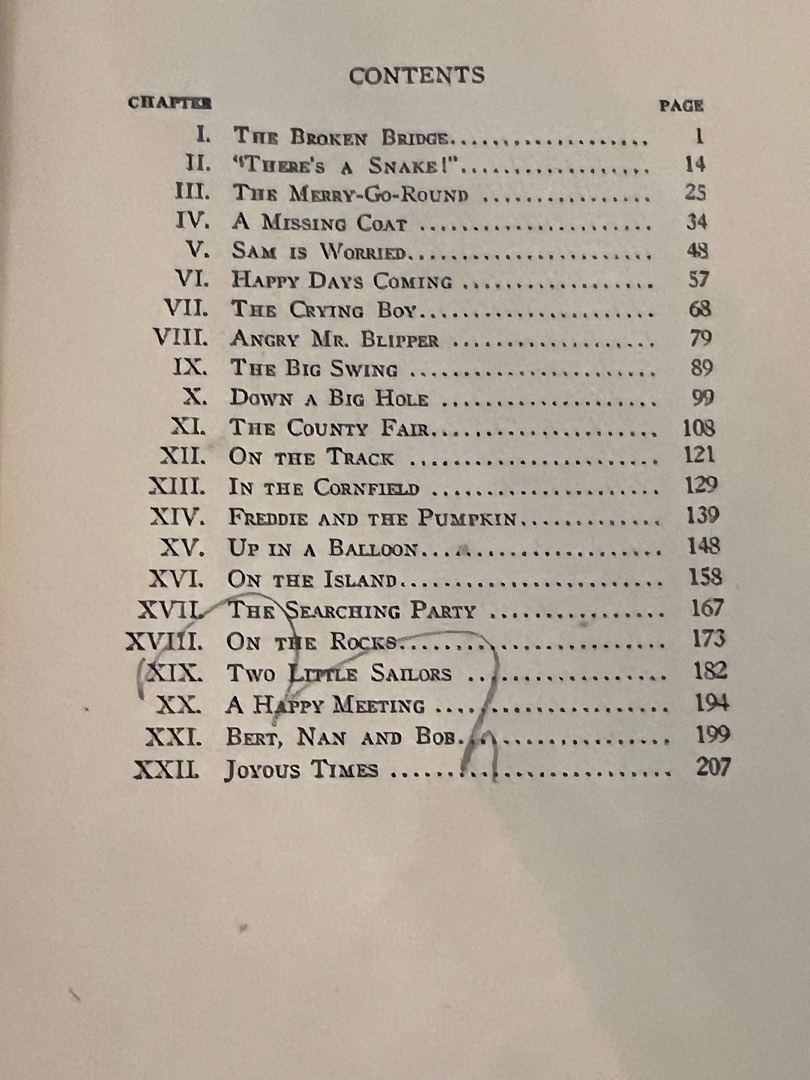 CONTENTS
CHAPTER PAGE
I. THE BROKEN BRIDGE.................... 1
II. "THERE'S A SNAKE!"................... 14
III. THE MERRY-GO-ROUND ................ 25
IV. A MISSING COAT ...................... 34
V. SAM IS WORRIED........................ 48
VI. HAPPY DAYS COMING .................. 57
VII. THE CRYING BOY....................... 68
VIII. ANGRY MR. BLIPPER ................... 79
IX. THE BIG SWING ....................... 89
X. DOWN A BIG HOLE .................... 99
XI. THE COUNTY FAIR...................... 108
XII. ON THE TRACK ....................... 121
XIII. IN THE CORNFIELD ..................... 129
XIV. FREDDIE AND THE PUMPKIN............. 139
XV. UP IN A BALLOON....................... 148
XVI. ON THE ISLAND......................... 158
XVII. THE SEARCHING PARTY ................ 167
XVIII. ON THE ROCKS......................... 173
XIX. TWO LITTLE SAILORS .................. 182
XX. A HAPPY MEETING ..................... 194
XXI. BERT, NAN AND BOB.................... 199
XXII. JOYOUS TIMES ........................ 207